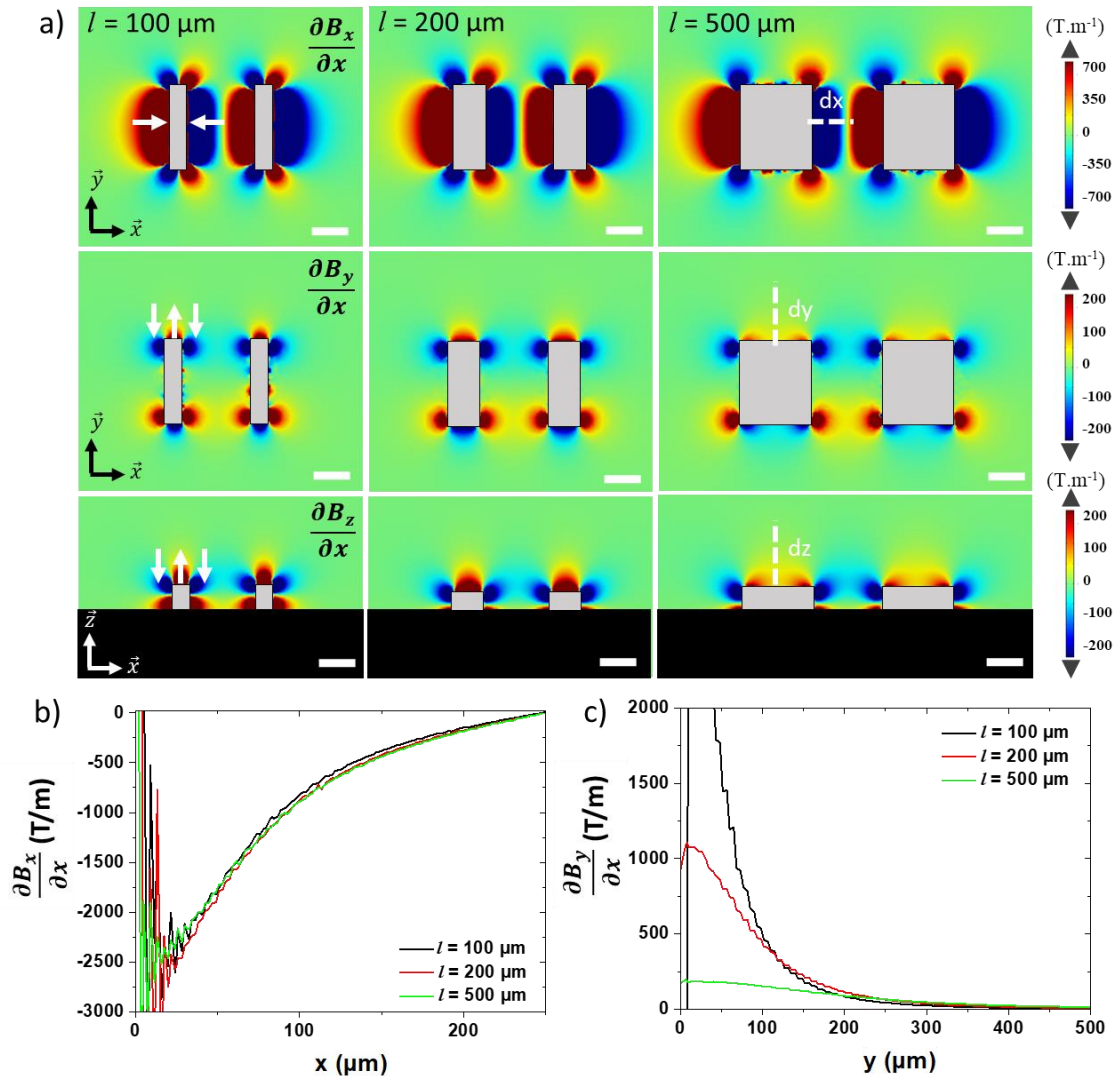 a)
l = 100 µm
l = 200 µm
l = 500 µm
(T.m⁻¹)
∂Bₓ/∂x
dx
700
350
0
-350
-700
y⃗
x⃗
∂B_y/∂x
dy
(T.m⁻¹)
200
100
0
-100
-200
y⃗
x⃗
∂B_z/∂x
dz
(T.m⁻¹)
200
100
0
-100
-200
z⃗
x⃗
b)
0
-500
-1000
-1500
-2000
-2500
-3000
∂Bₓ/∂x (T/m)
l = 100 µm
l = 200 µm
l = 500 µm
0
100
200
x (µm)
c)
2000
1500
1000
500
0
∂B_y/∂x (T/m)
l = 100 µm
l = 200 µm
l = 500 µm
0
100
200
300
400
500
y (µm)